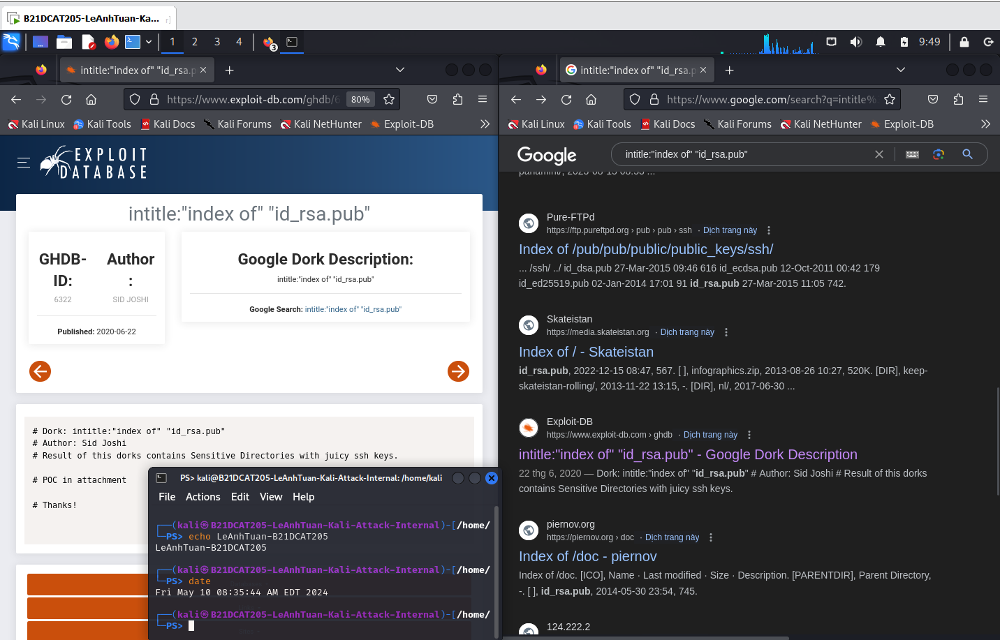 B21DCAT205-LeAnhTuan-Ka...
1
2
3
4
3
9:49
intitle:"index of" "id_rsa.p
https://www.exploit-db.com/ghdb/6
80%
Kali Linux
Kali Tools
Kali Docs
Kali Forums
Kali NetHunter
Exploit-DB
EXPLOIT
DATABASE
intitle:"index of" "id_rsa.pub"
GHDB-
ID:
6322
Author
:
SID JOSHI
Published: 2020-06-22
Google Dork Description:
intitle:"index of" "id_rsa.pub"
Google Search: intitle:"index of" "id_rsa.pub"
# Dork: intitle:"index of" "id_rsa.pub"
# Author: Sid Joshi
# Result of this dorks contains Sensitive Directories with juicy ssh keys.
# POC in attachment
# Thanks!
PS> kali@B21DCAT205-LeAnhTuan-Kali-Attack-Internal: /home/kali
File Actions Edit View Help
┌──(kali㉿B21DCAT205-LeAnhTuan-Kali-Attack-Internal)-[/home/
└─PS> echo LeAnhTuan-B21DCAT205
LeAnhTuan-B21DCAT205
┌──(kali㉿B21DCAT205-LeAnhTuan-Kali-Attack-Internal)-[/home/
└─PS> date
Fri May 10 08:35:44 AM EDT 2024
┌──(kali㉿B21DCAT205-LeAnhTuan-Kali-Attack-Internal)-[/home/
└─PS>
intitle:"index of" "id_rsa.p
https://www.google.com/search?q=intitle%
Kali Linux
Kali Tools
Kali Docs
Kali Forums
Kali NetHunter
Exploit-DB
Google
intitle:"index of" "id_rsa.pub"
Pure-FTPd
https://ftp.pureftpd.org › pub › pub › ssh · Dịch trang này
Index of /pub/pub/public/public_keys/ssh/
... /ssh/ ../ id_dsa.pub 27-Mar-2015 09:46 616 id_ecdsa.pub 12-Oct-2011 00:42 179
id_ed25519.pub 02-Jan-2014 17:01 91 id_rsa.pub 27-Mar-2015 11:05 742.
Skateistan
https://media.skateistan.org · Dịch trang này
Index of / - Skateistan
id_rsa.pub, 2022-12-15 08:47, 567. [ ], infographics.zip, 2013-08-26 10:27, 520K. [DIR], keep-
skateistan-rolling/, 2013-11-22 13:15, -. [DIR], nl/, 2017-06-30 ...
Exploit-DB
https://www.exploit-db.com › ghdb · Dịch trang này
intitle:"index of" "id_rsa.pub" - Google Dork Description
22 thg 6, 2020 — Dork: intitle:"index of" "id_rsa.pub" # Author: Sid Joshi # Result of this dorks
contains Sensitive Directories with juicy ssh keys.
piernov.org
https://piernov.org › doc · Dịch trang này
Index of /doc - piernov
Index of /doc. [ICO], Name · Last modified · Size · Description. [PARENTDIR], Parent Directory,
-. [ ], id_rsa.pub, 2014-05-30 23:54, 745.
124.222.2